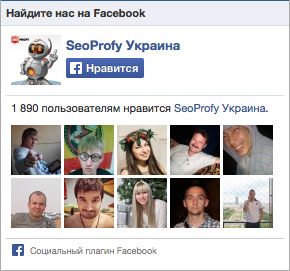 Найдите нас на Facebook
SeoProfy Украина
Нравится
1 890 пользователям нравится SeoProfy Украина.
Социальный плагин Facebook